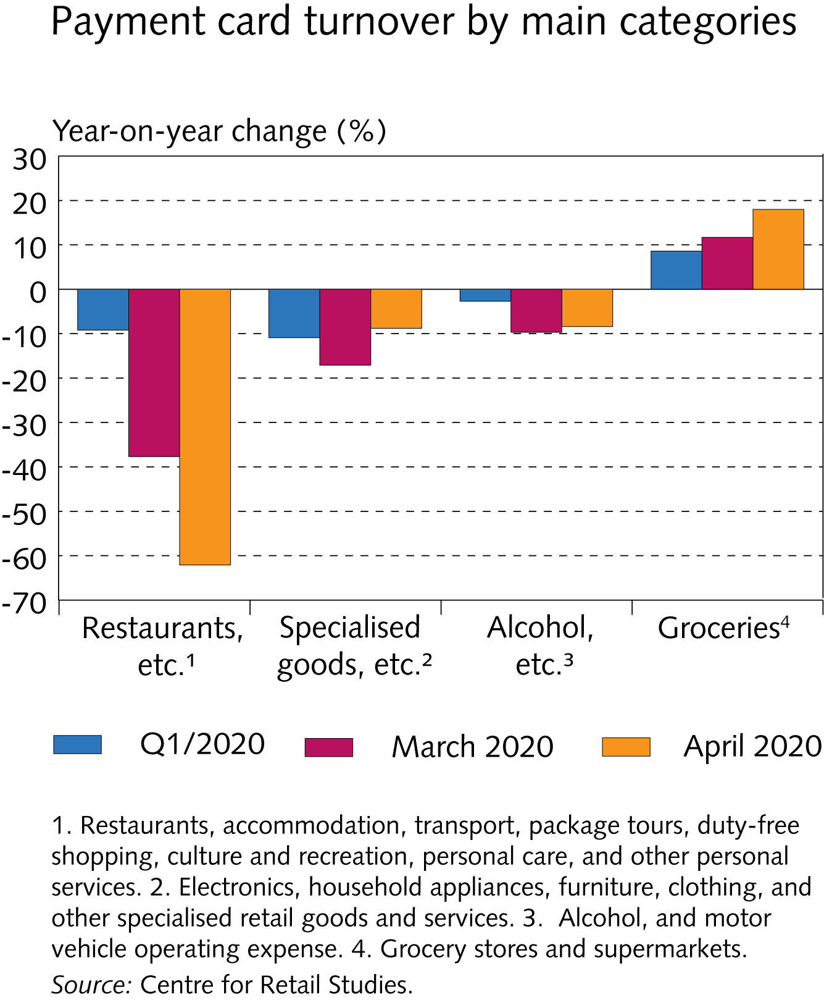 Payment card turnover by main categories
Year-on-year change (%)
30
20
10
0
-10
-20
-30
-40
-50
-60
-70
Restaurants,
etc.¹
Specialised
goods, etc.²
Alcohol,
etc.³
Groceries⁴
Q1/2020
March 2020
April 2020
1. Restaurants, accommodation, transport, package tours, duty-free
shopping, culture and recreation, personal care, and other personal
services. 2. Electronics, household appliances, furniture, clothing, and
other specialised retail goods and services. 3.  Alcohol, and motor
vehicle operating expense. 4. Grocery stores and supermarkets.
Source: Centre for Retail Studies.